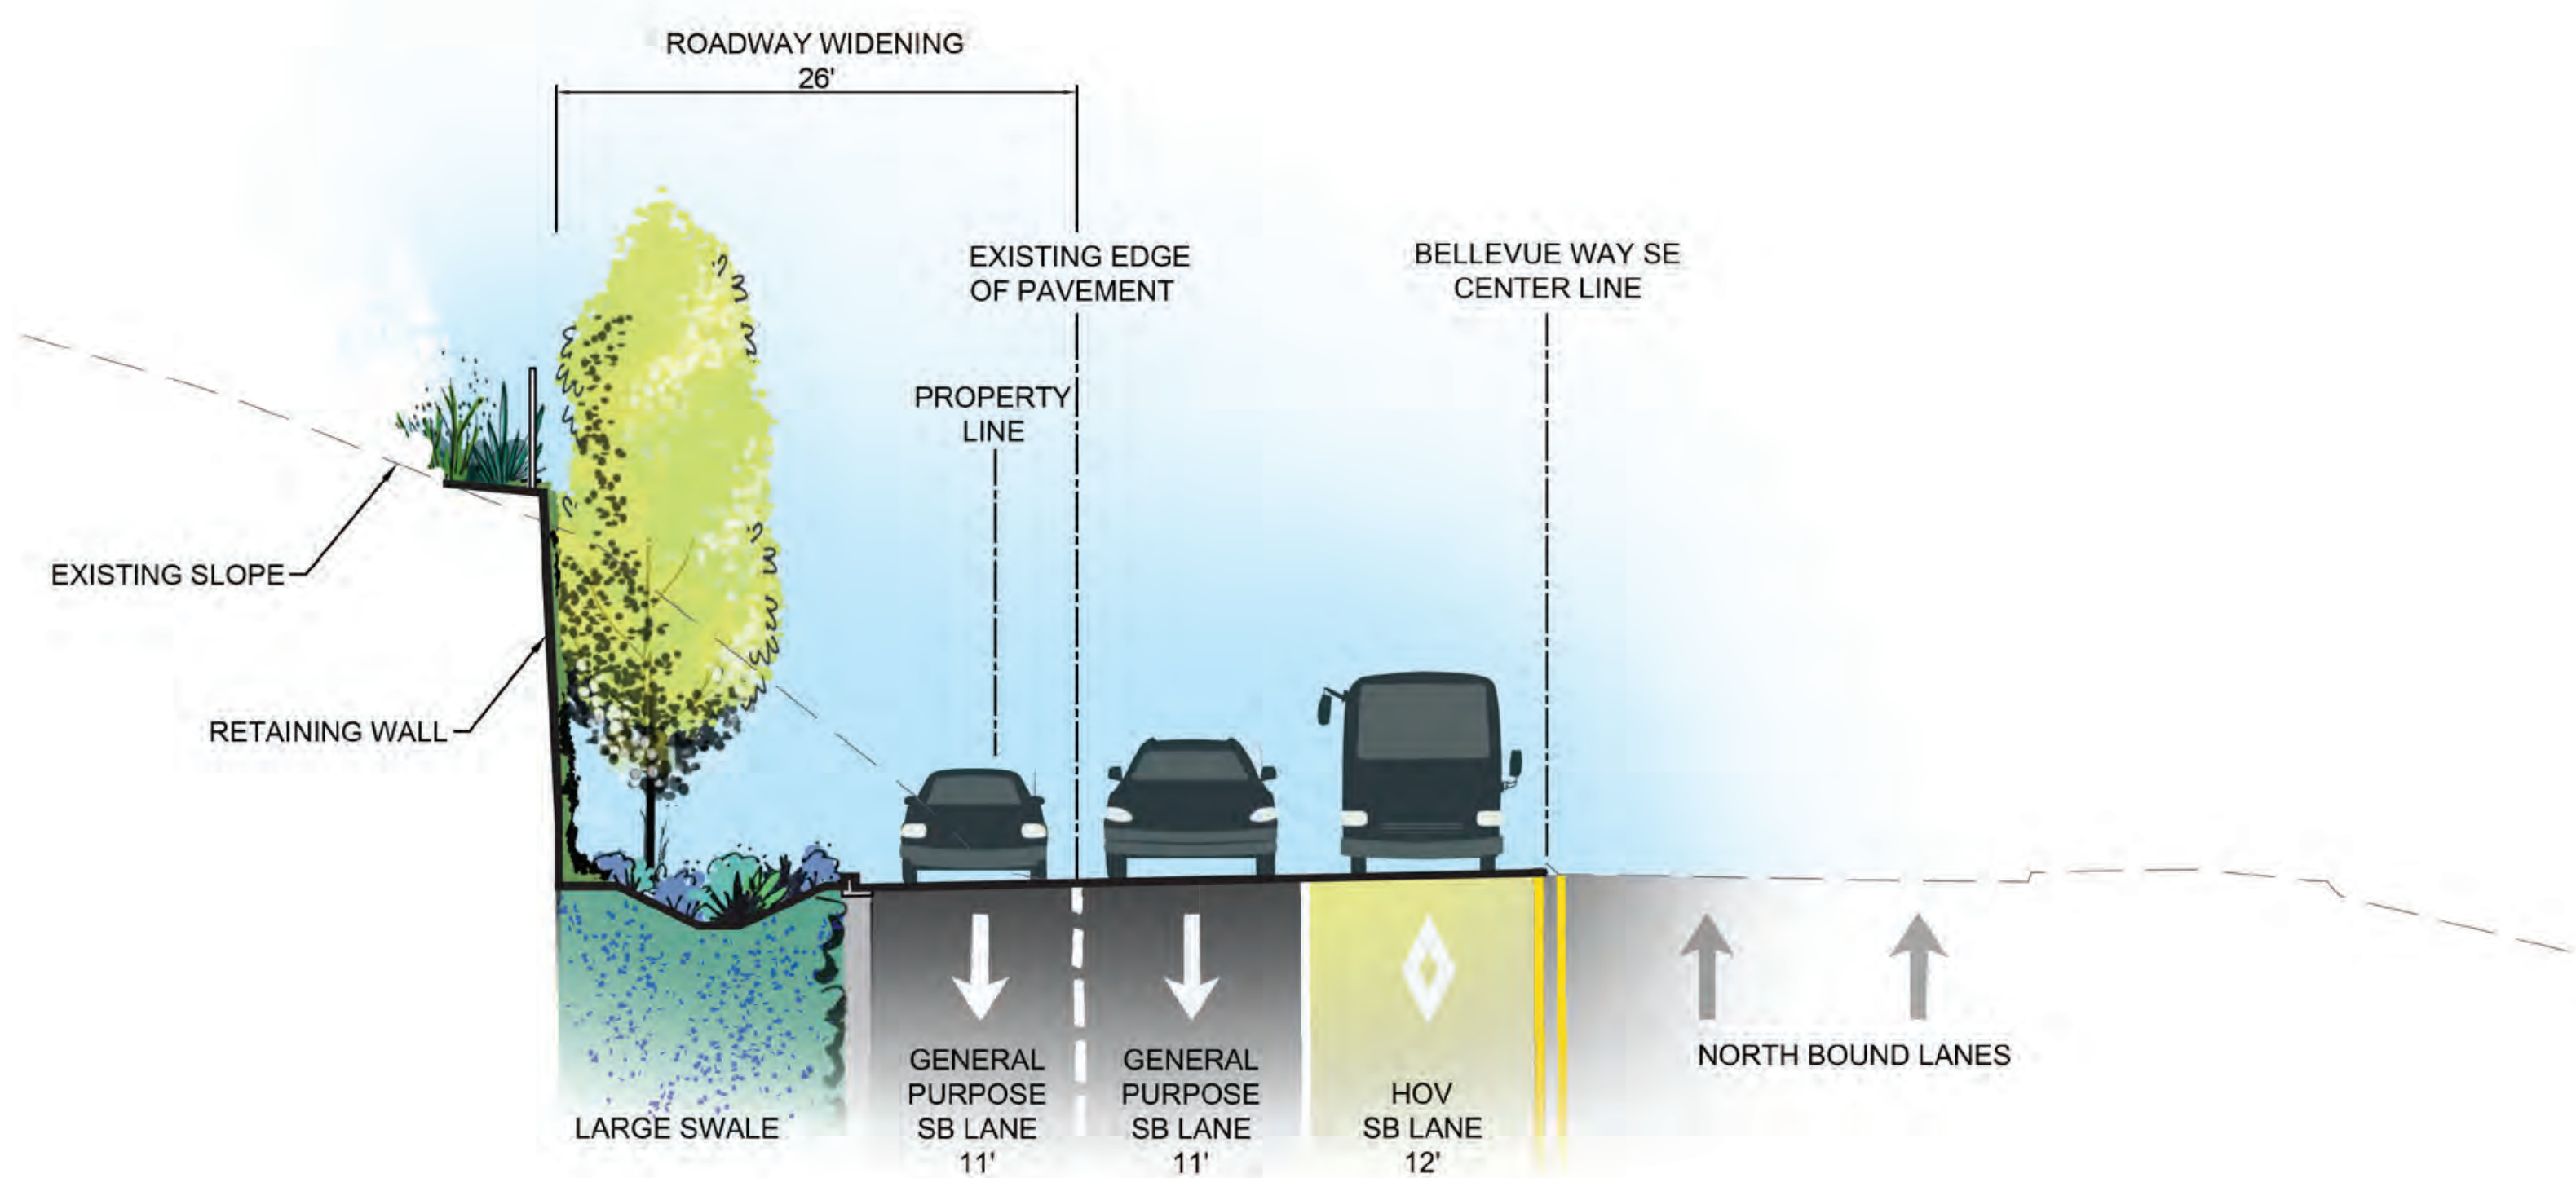 ROADWAY WIDENING
26'
EXISTING EDGE
OF PAVEMENT
BELLEVUE WAY SE
CENTER LINE
PROPERTY
LINE
EXISTING SLOPE
RETAINING WALL
LARGE SWALE
GENERAL
PURPOSE
SB LANE
11'
GENERAL
PURPOSE
SB LANE
11'
HOV
SB LANE
12'
NORTH BOUND LANES